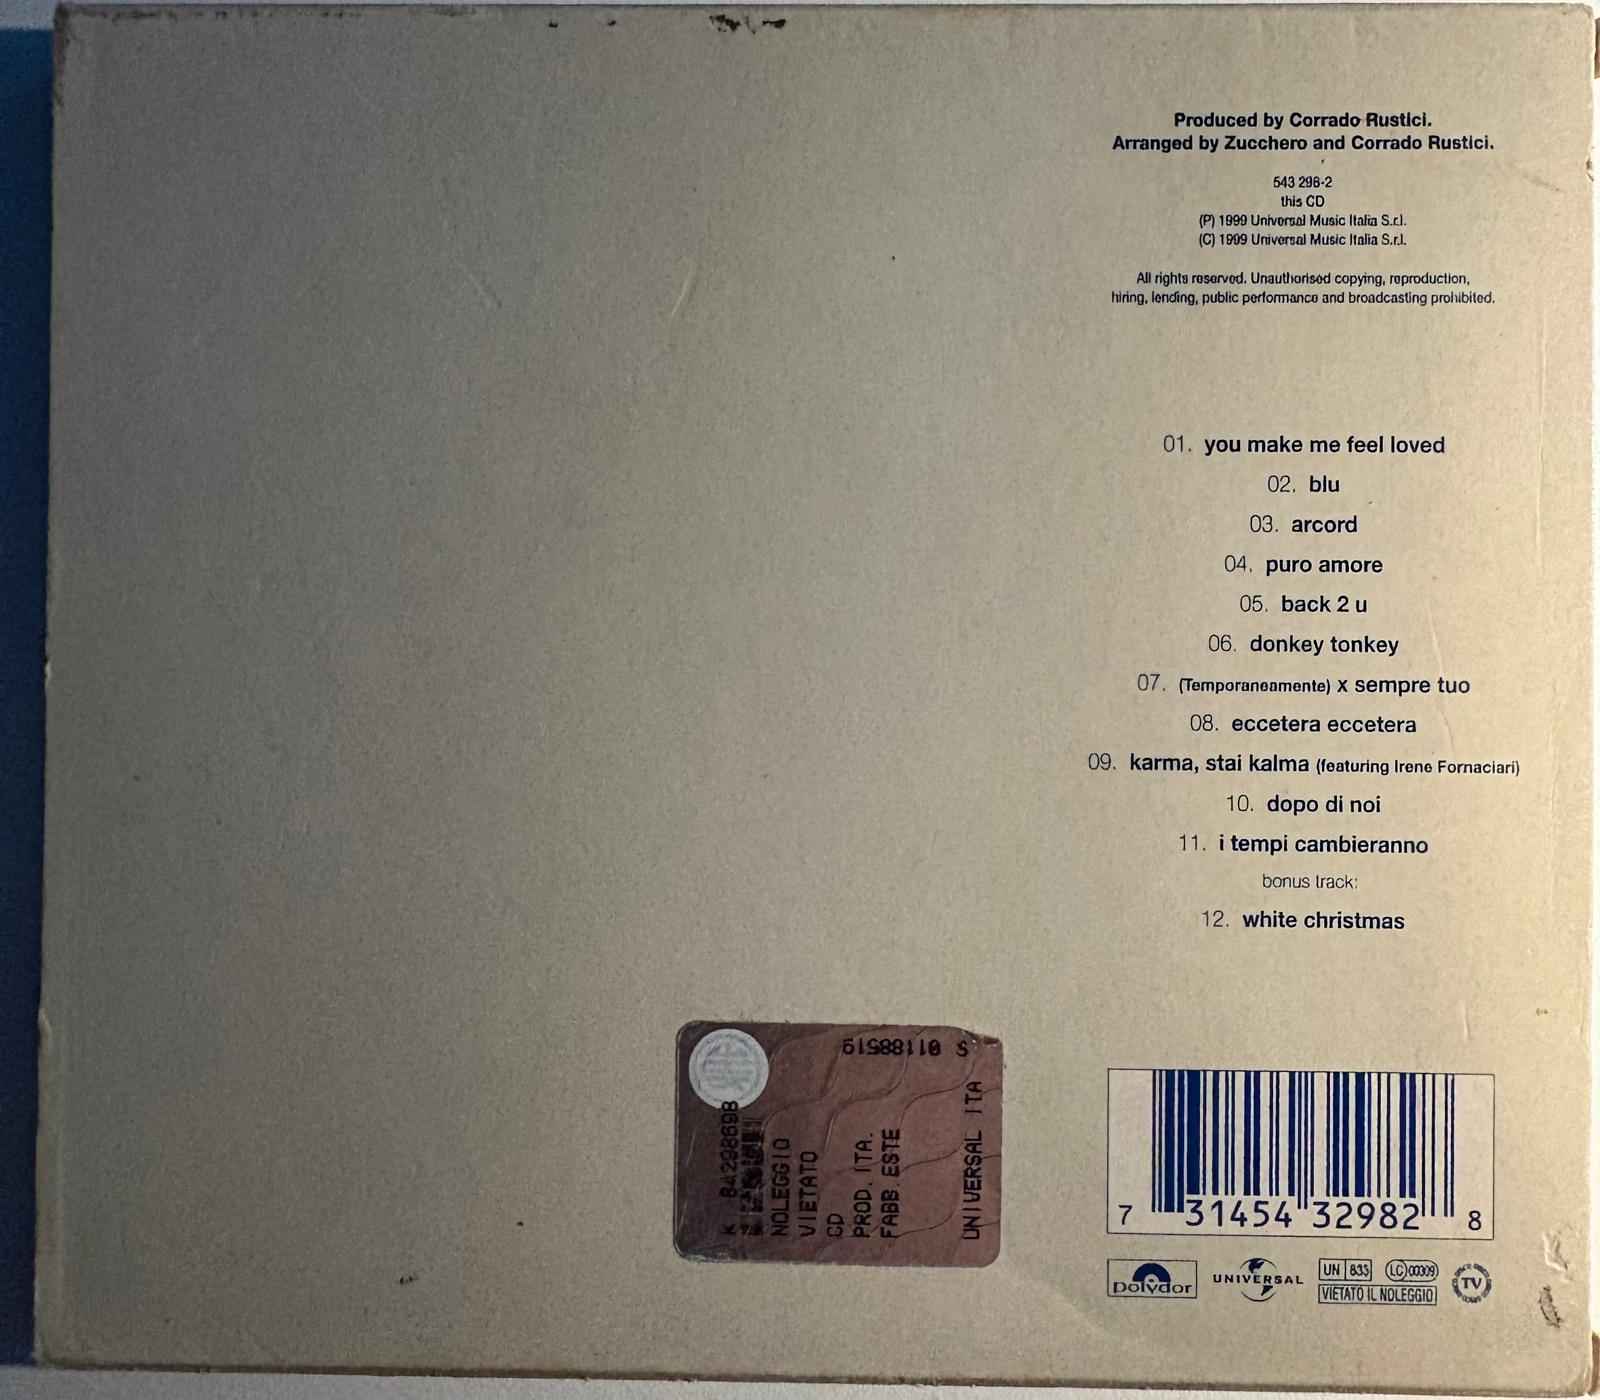 Produced by Corrado Rustici.
Arranged by Zucchero and Corrado Rustici.
543 298-2
this CD
(P) 1999 Universal Music Italia S.r.l.
(C) 1999 Universal Music Italia S.r.l.
All rights reserved. Unauthorised copying, reproduction,
hiring, lending, public performance and broadcasting prohibited.
01. you make me feel loved
02. blu
03. arcord
04. puro amore
05. back 2 u
06. donkey tonkey
07. (Temporaneamente) x sempre tuo
08. eccetera eccetera
09. karma, stai kalma (featuring Irene Fornaciari)
10. dopo di noi
11. i tempi cambieranno
bonus track:
12. white christmas
S 01188519
K 84298698
NOLEGGIO
VIETATO
CD
PROD. ITA.
FABB. ESTE
UNIVERSAL ITA
7 31454 32982 8
polydor
UNIVERSAL
UN 833 LC 00309
VIETATO IL NOLEGGIO
TV